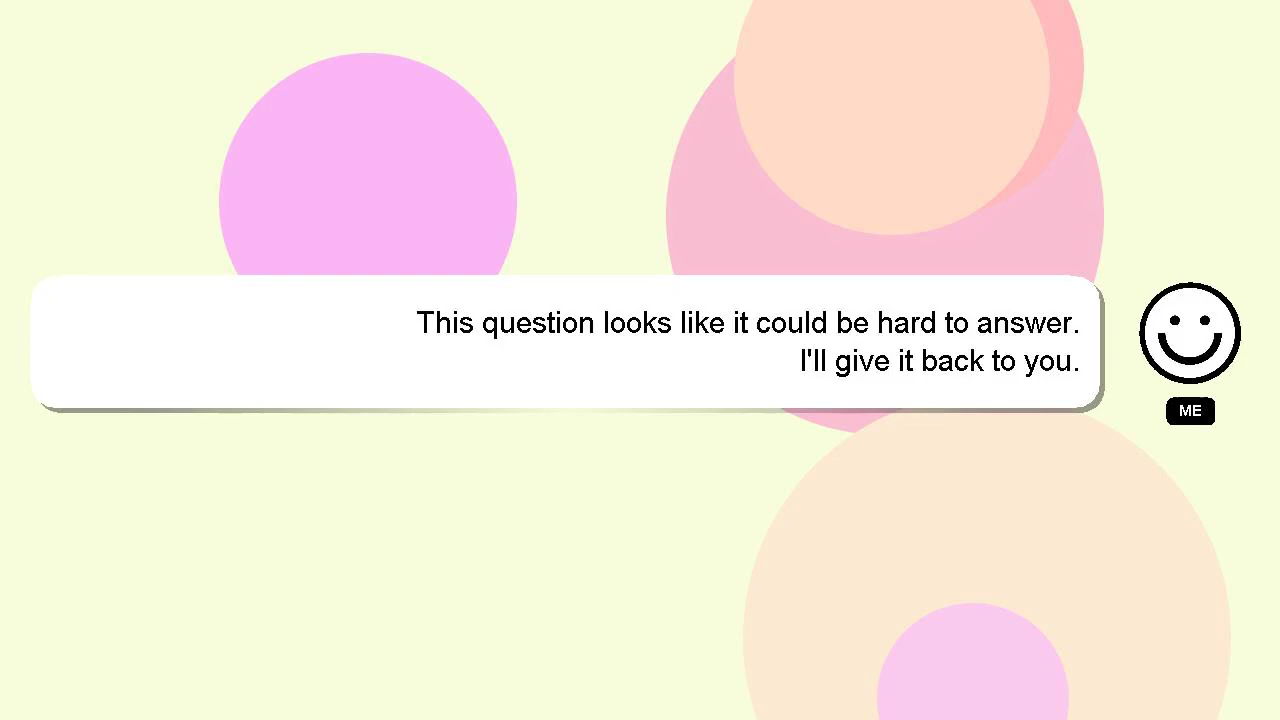 This question looks like it could be hard to answer.
I'll give it back to you.
ME